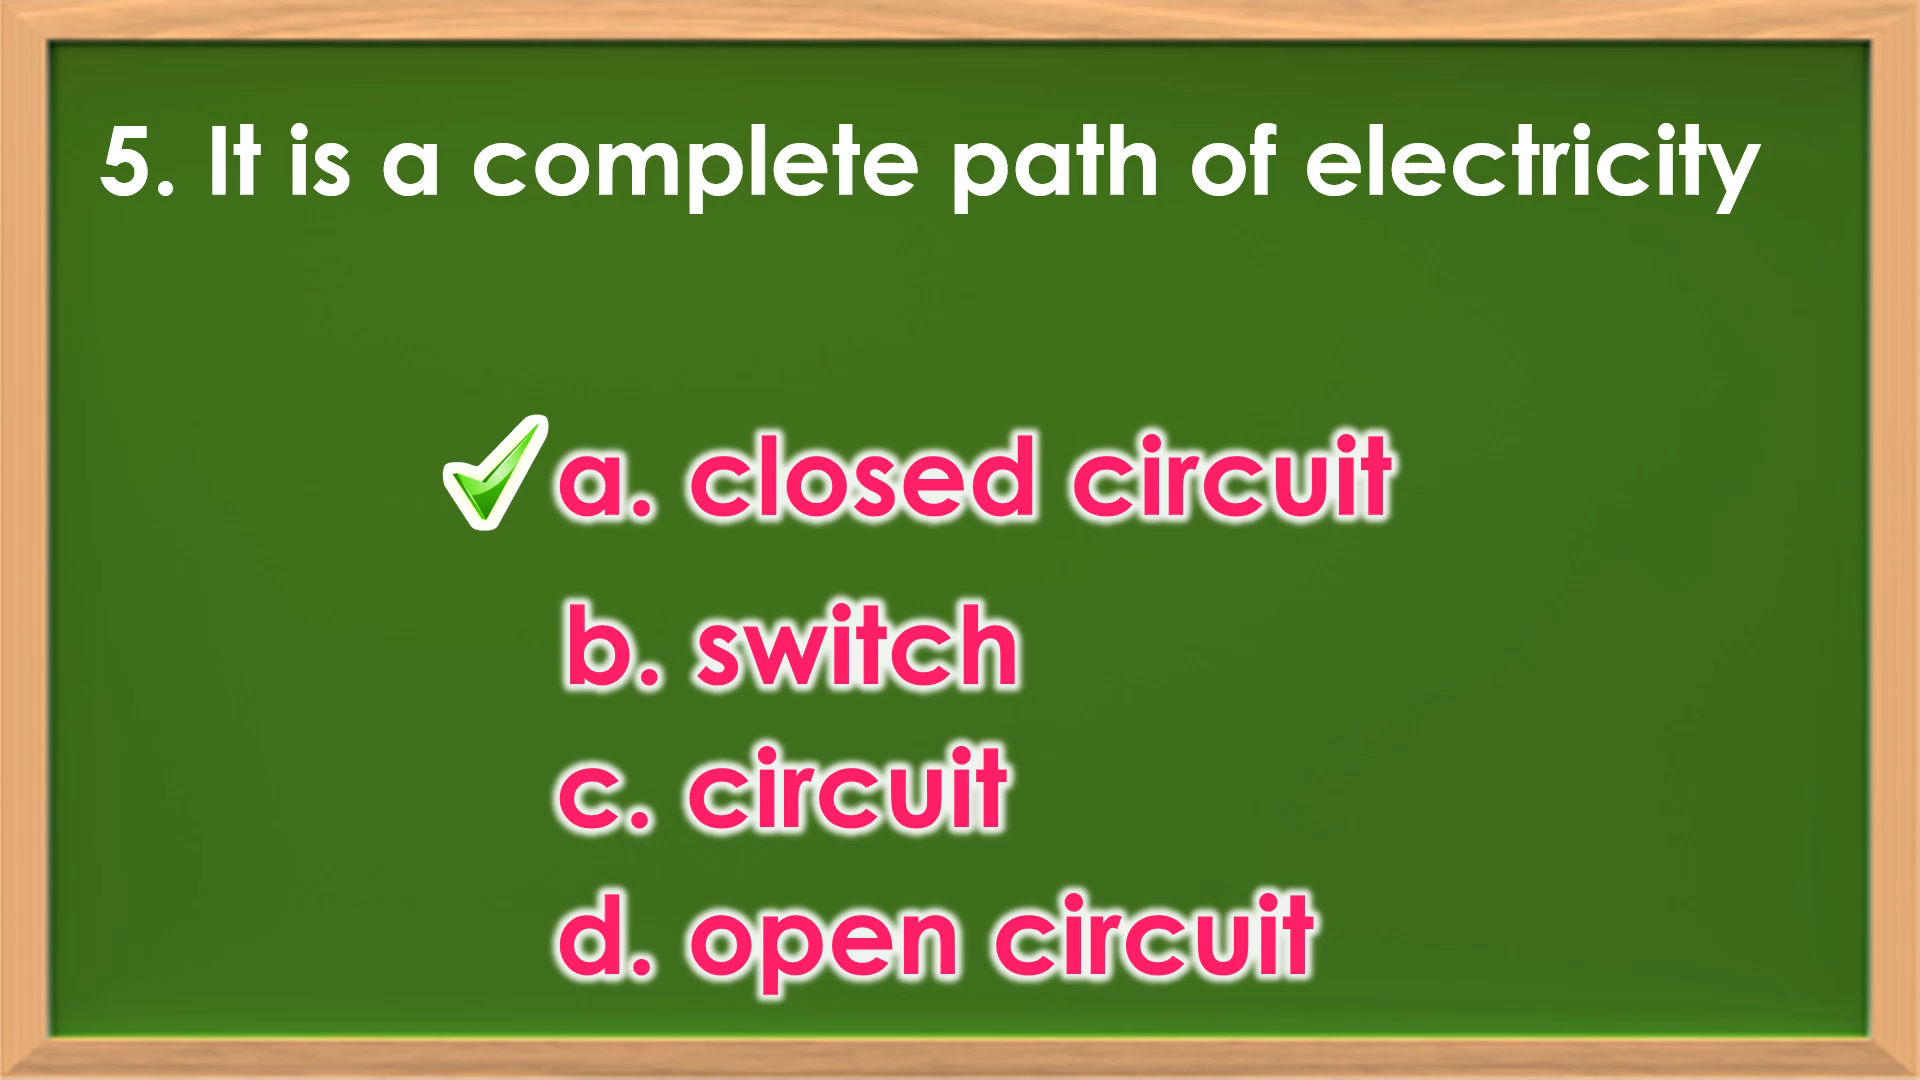 5. It is a complete path of electricity
a. closed circuit
b. switch
c. circuit
d. open circuit